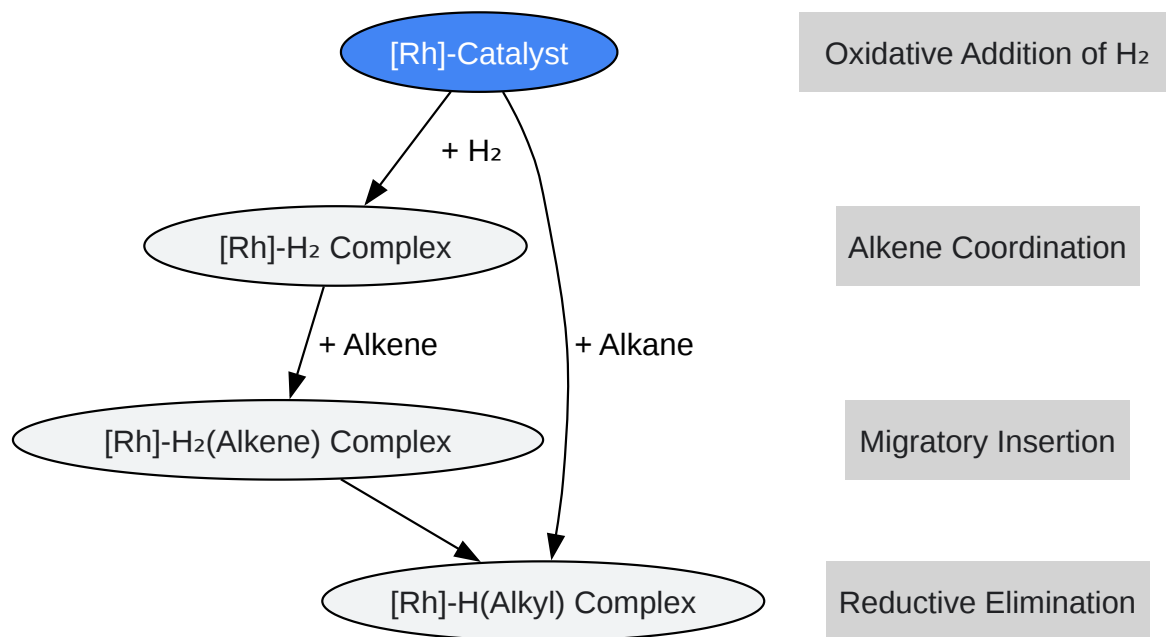 [Rh]-Catalyst
Oxidative Addition of H₂
+ H₂
[Rh]-H₂ Complex
Alkene Coordination
+ Alkene
+ Alkane
[Rh]-H₂(Alkene) Complex
Migratory Insertion
[Rh]-H(Alkyl) Complex
Reductive Elimination